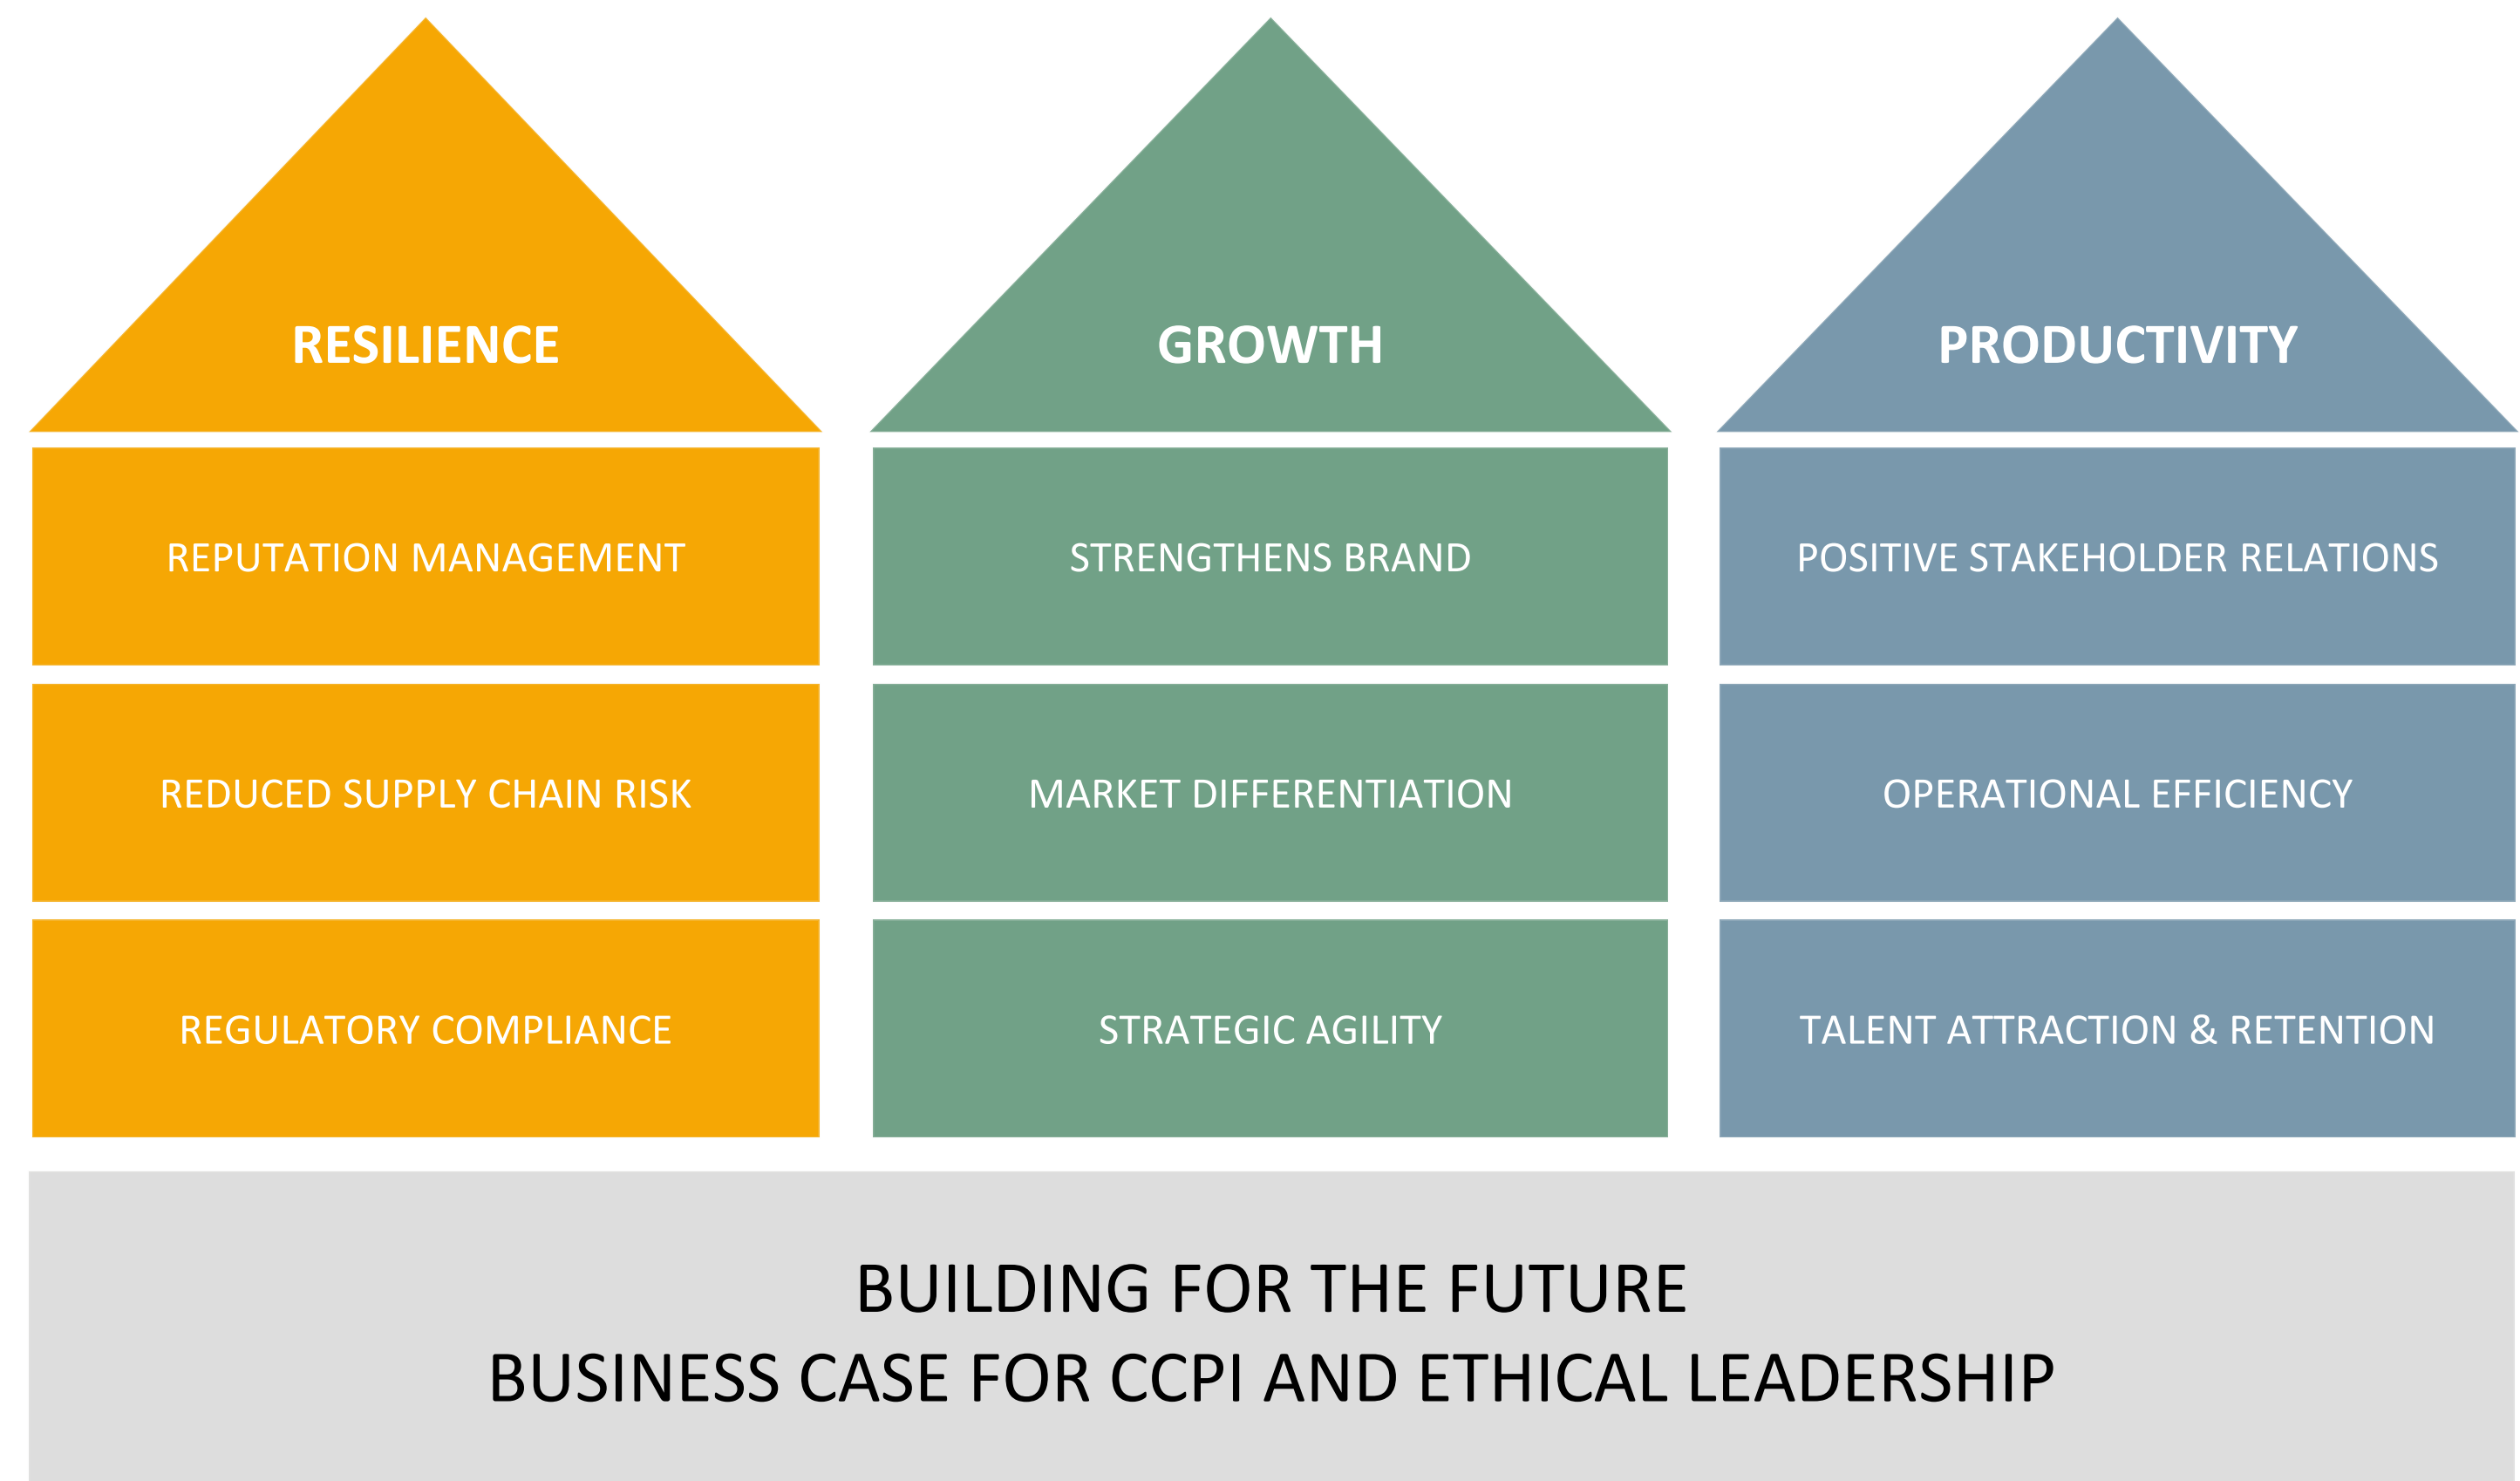 RESILIENCE
REPUTATION MANAGEMENT
REDUCED SUPPLY CHAIN RISK
REGULATORY COMPLIANCE
GROWTH
STRENGTHENS BRAND
MARKET DIFFERENTIATION
STRATEGIC AGILITY
PRODUCTIVITY
POSITIVE STAKEHOLDER RELATIONS
OPERATIONAL EFFICIENCY
TALENT ATTRACTION & RETENTION
BUILDING FOR THE FUTURE
BUSINESS CASE FOR CCPI AND ETHICAL LEADERSHIP